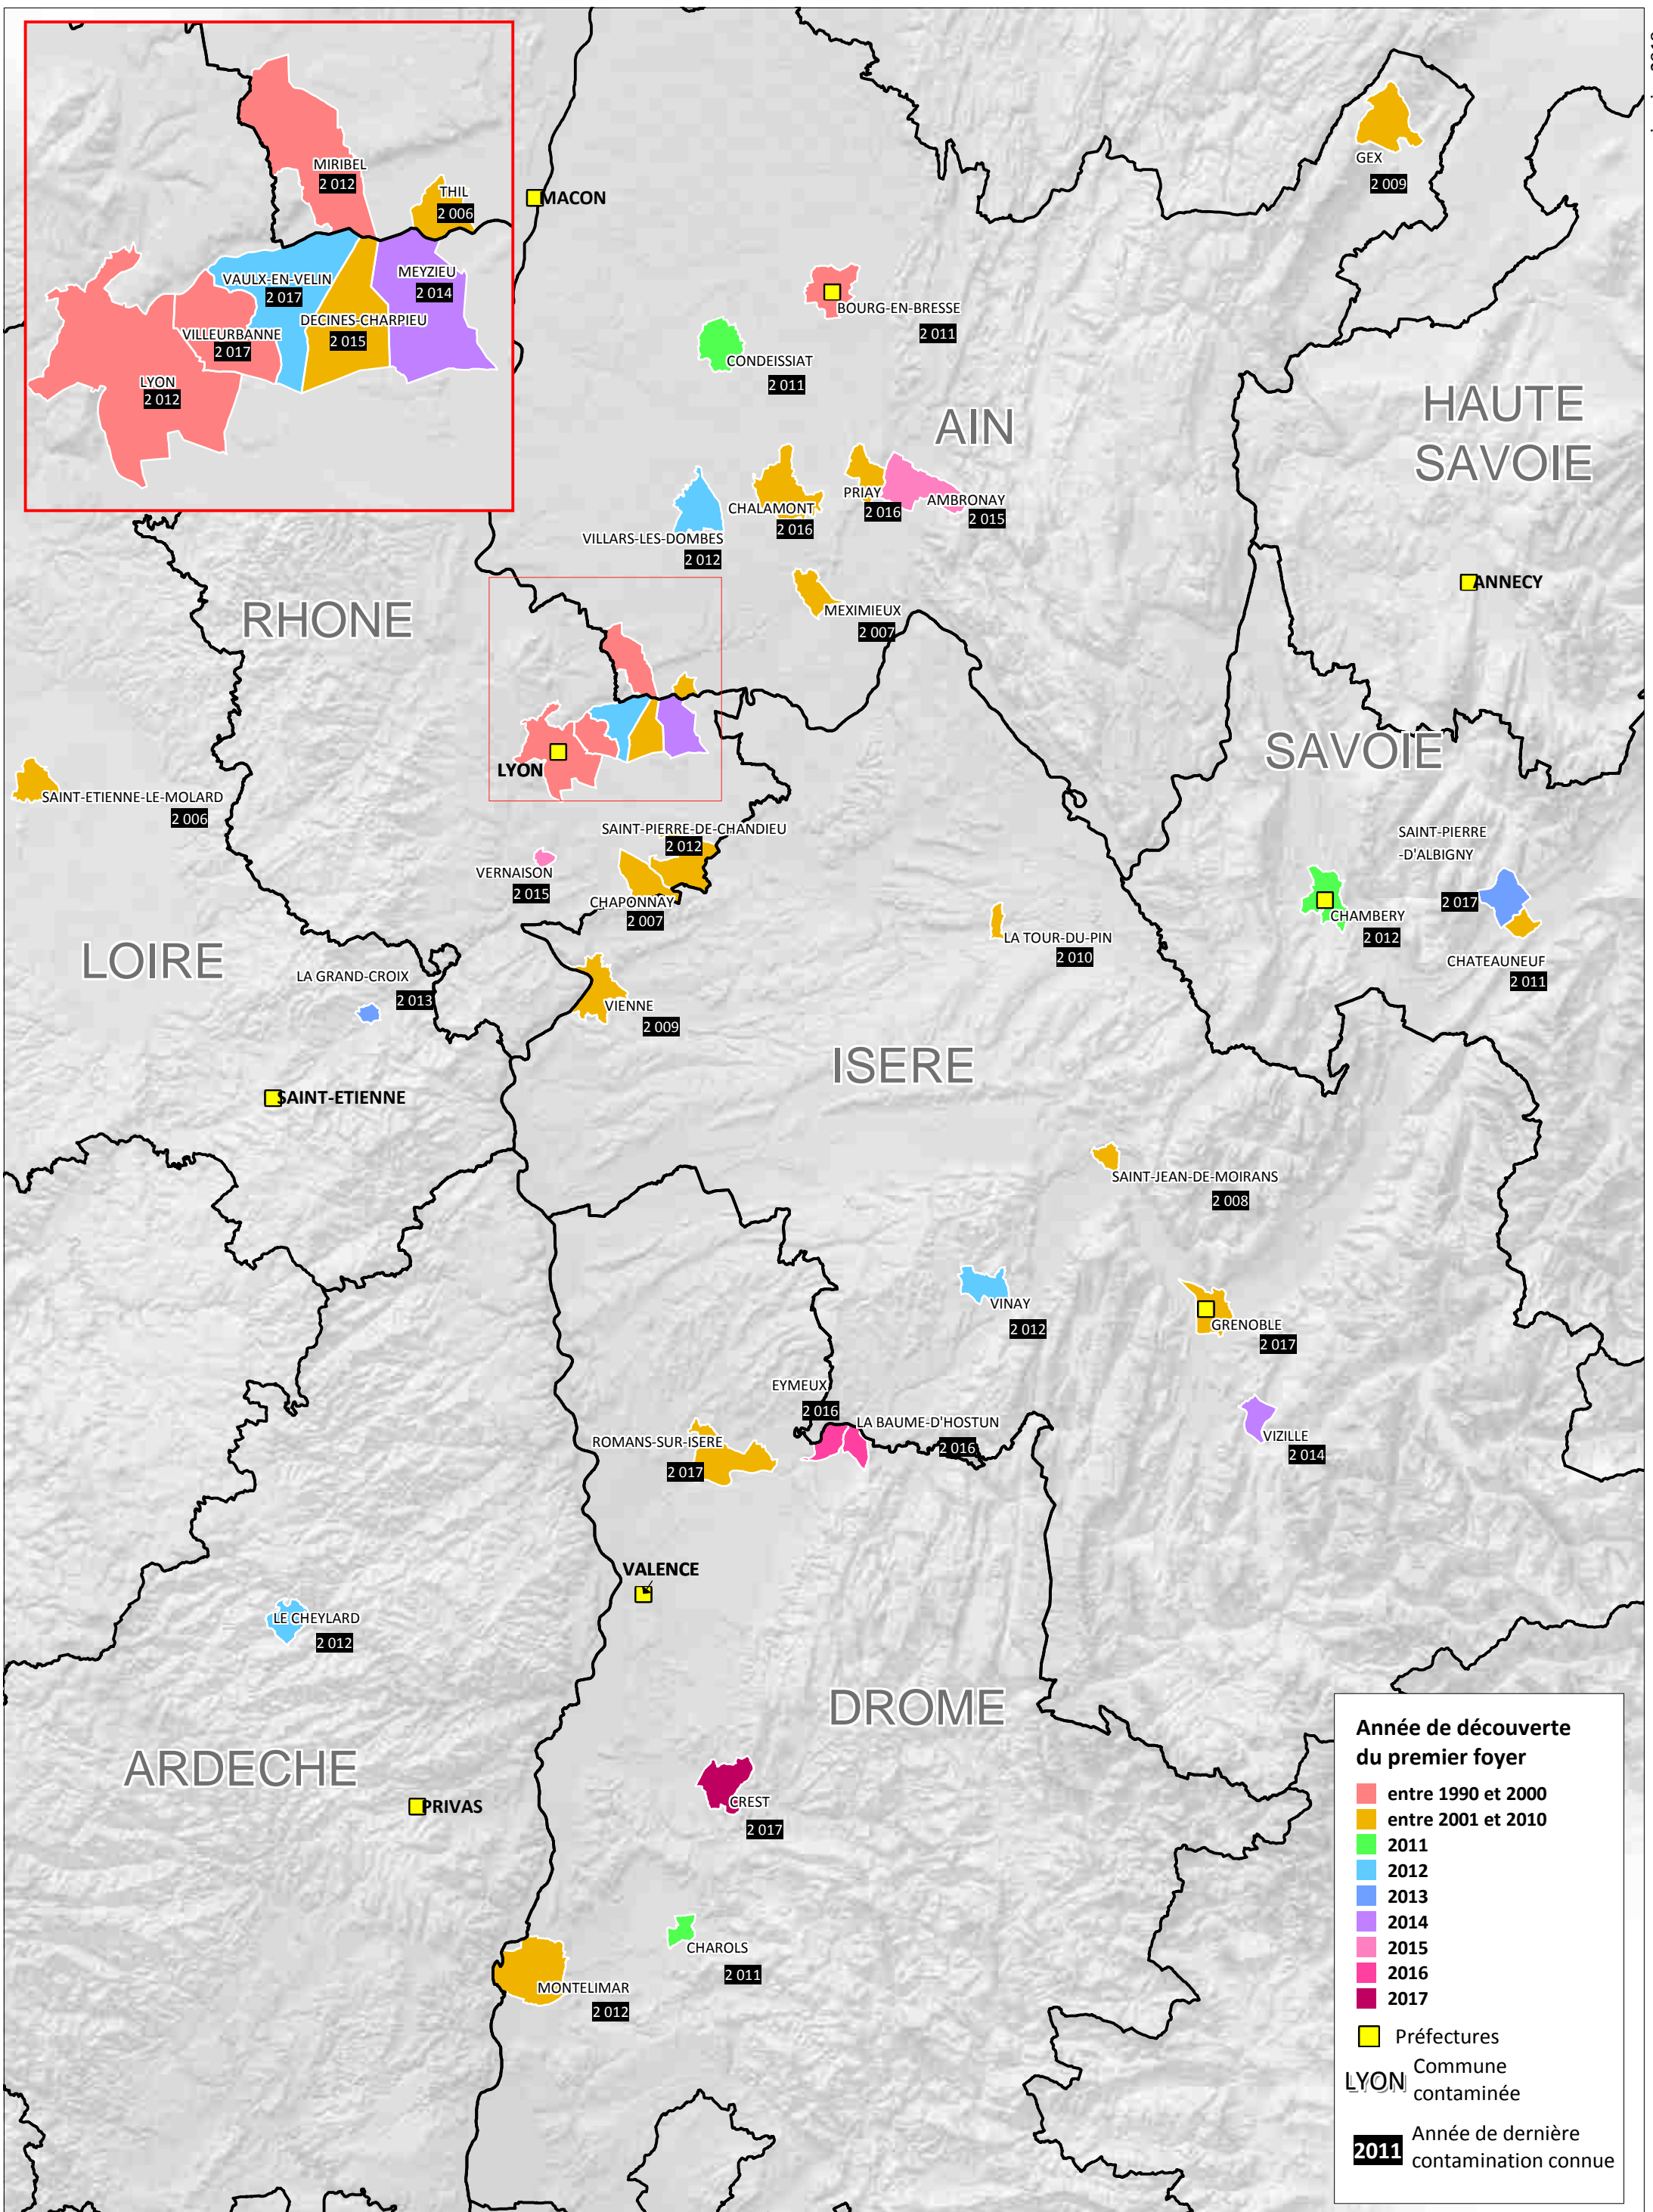 MIRIBEL
2 012
THIL
2 006
VAULX-EN-VELIN
2 017
MEYZIEU
2 014
DECINES-CHARPIEU
2 015
VILLEURBANNE
2 017
LYON
2 012
MACON
GEX
2 009
BOURG-EN-BRESSE
2 011
CONDEISSIAT
2 011
AIN
HAUTE
SAVOIE
PRIAY
2 016
AMBRONAY
2 015
CHALAMONT
2 016
VILLARS-LES-DOMBES
2 012
ANNECY
RHONE
MEXIMIEUX
2 007
SAVOIE
LYON
SAINT-ETIENNE-LE-MOLARD
2 006
SAINT-PIERRE-DE-CHANDIEU
2 012
SAINT-PIERRE
-D'ALBIGNY
2 017
VERNAISON
2 015
CHAPONNAY
2 007
CHAMBERY
2 012
LA TOUR-DU-PIN
2 010
LOIRE
CHATEAUNEUF
2 011
LA GRAND-CROIX
2 013
VIENNE
2 009
ISERE
SAINT-ETIENNE
SAINT-JEAN-DE-MOIRANS
2 008
VINAY
2 012
GRENOBLE
2 017
EYMEUX
2 016
LA BAUME-D'HOSTUN
2 016
ROMANS-SUR-ISERE
2 017
VIZILLE
2 014
VALENCE
LE CHEYLARD
2 012
DROME
ARDECHE
PRIVAS
CREST
2 017
CHAROLS
2 011
MONTELIMAR
2 012
Année de découverte
du premier foyer
entre 1990 et 2000
entre 2001 et 2010
2011
2012
2013
2014
2015
2016
2017
Préfectures
LYON Commune
contaminée
2011 Année de dernière
contamination connue